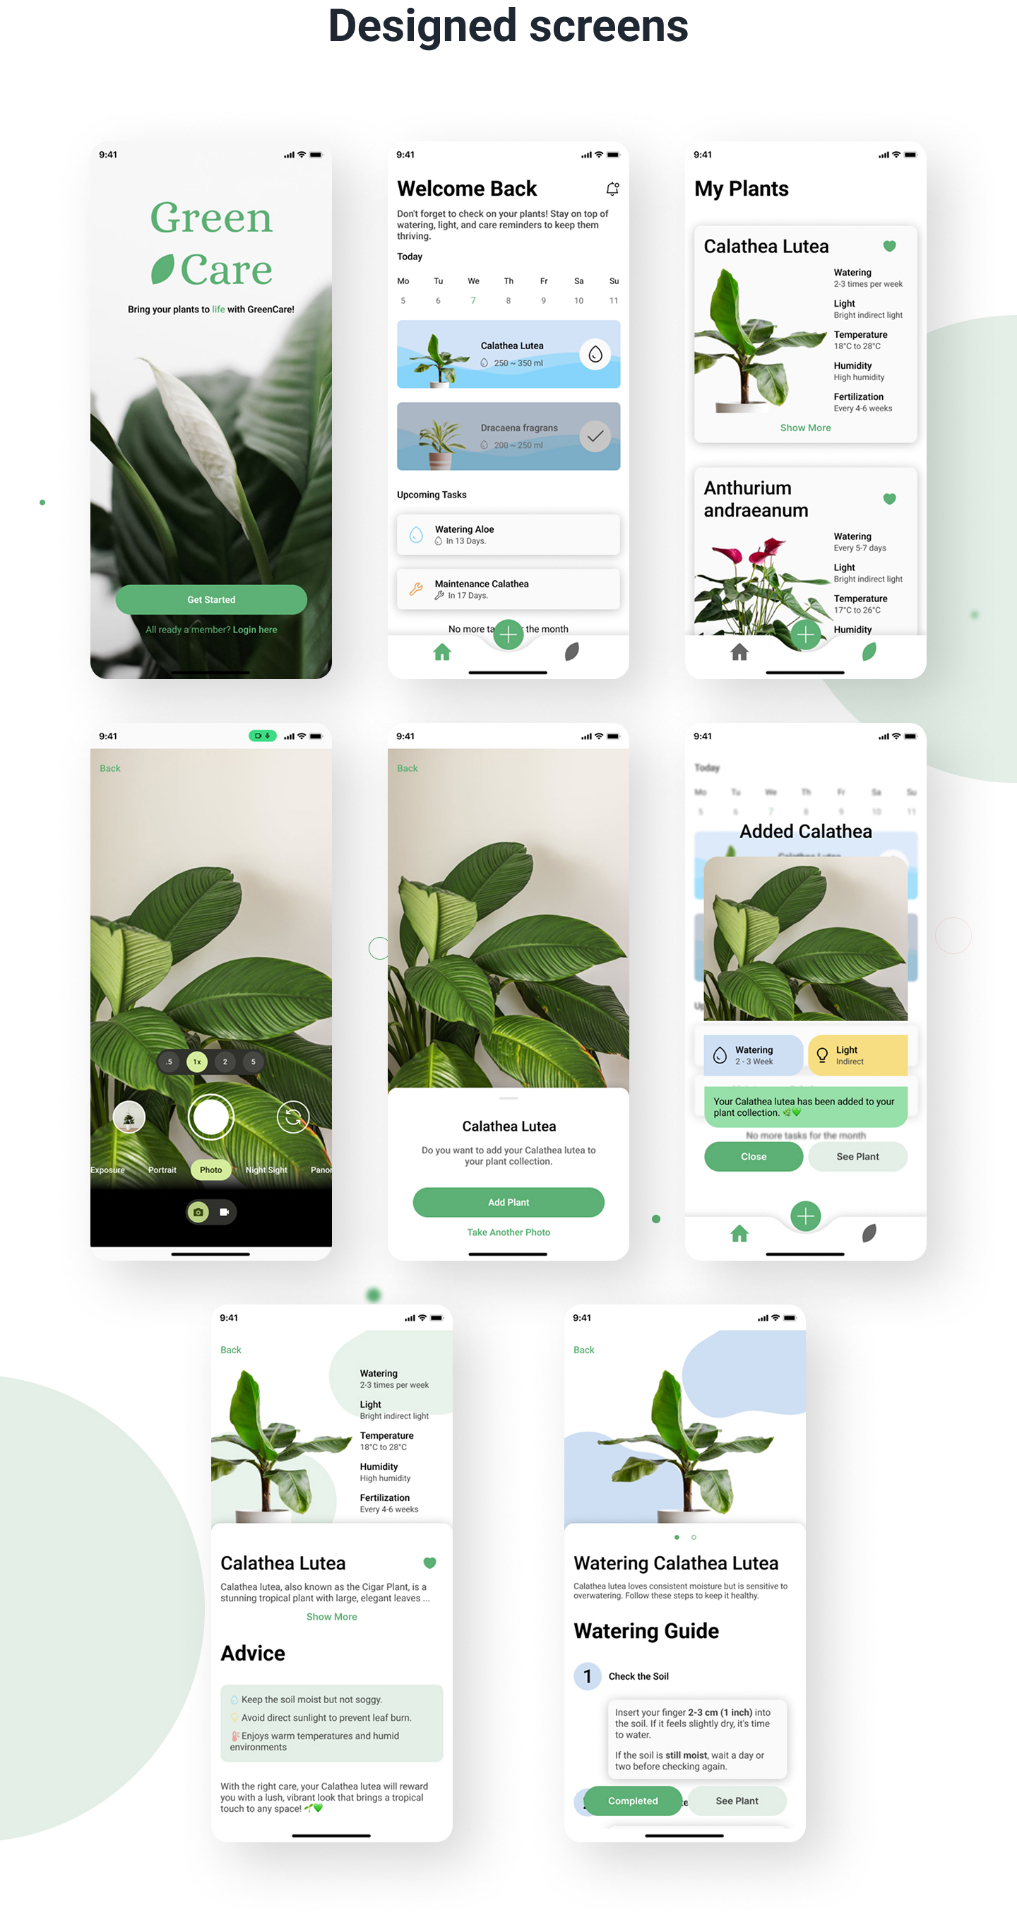 Designed screens
9:41
Green
Care
Bring your plants to life with GreenCare!
Get Started
All ready a member? Login here
9:41
Welcome Back
Don't forget to check on your plants! Stay on top of
watering, light, and care reminders to keep them
thriving.
Today
Mo Tu We Th Fr Sa Su
5 6 7 8 9 10 11
Calathea Lutea
250 ~ 350 ml
Dracaena fragrans
200 ~ 250 ml
Upcoming Tasks
Watering Aloe
In 13 Days.
Maintenance Calathea
In 17 Days.
No more ta r the month
9:41
My Plants
Calathea Lutea
Watering
2-3 times per week
Light
Bright indirect light
Temperature
18°C to 28°C
Humidity
High humidity
Fertilization
Every 4-6 weeks
Show More
Anthurium
andraeanum
Watering
Every 5-7 days
Light
Bright indirect light
Temperature
17°C to 26°C
Humidity
9:41
Back
.5 1x 2 5
Exposure Portrait Photo Night Sight Panor
9:41
Back
Calathea Lutea
Do you want to add your Calathea lutea to
your plant collection.
Add Plant
Take Another Photo
9:41
Today
Mo Tu We Th Fr Sa Su
5 6 7 8 9 10 11
Added Calathea
Calathea Lutea
Watering
2 - 3 Week
Light
Indirect
Your Calathea lutea has been added to your
plant collection. 🌿💚
No more tasks for the month
Close
See Plant
9:41
Back
Watering
2-3 times per week
Light
Bright indirect light
Temperature
18°C to 28°C
Humidity
High humidity
Fertilization
Every 4-6 weeks
Calathea Lutea
Calathea lutea, also known as the Cigar Plant, is a
stunning tropical plant with large, elegant leaves ...
Show More
Advice
💧 Keep the soil moist but not soggy.
💡 Avoid direct sunlight to prevent leaf burn.
🌡️ Enjoys warm temperatures and humid
environments
With the right care, your Calathea lutea will reward
you with a lush, vibrant look that brings a tropical
touch to any space! 🌱💚
9:41
Back
Watering Calathea Lutea
Calathea lutea loves consistent moisture but is sensitive to
overwatering. Follow these steps to keep it healthy.
Watering Guide
1 Check the Soil
Insert your finger 2-3 cm (1 inch) into
the soil. If it feels slightly dry, it's time
to water.
If the soil is still moist, wait a day or
two before checking again.
Completed
See Plant